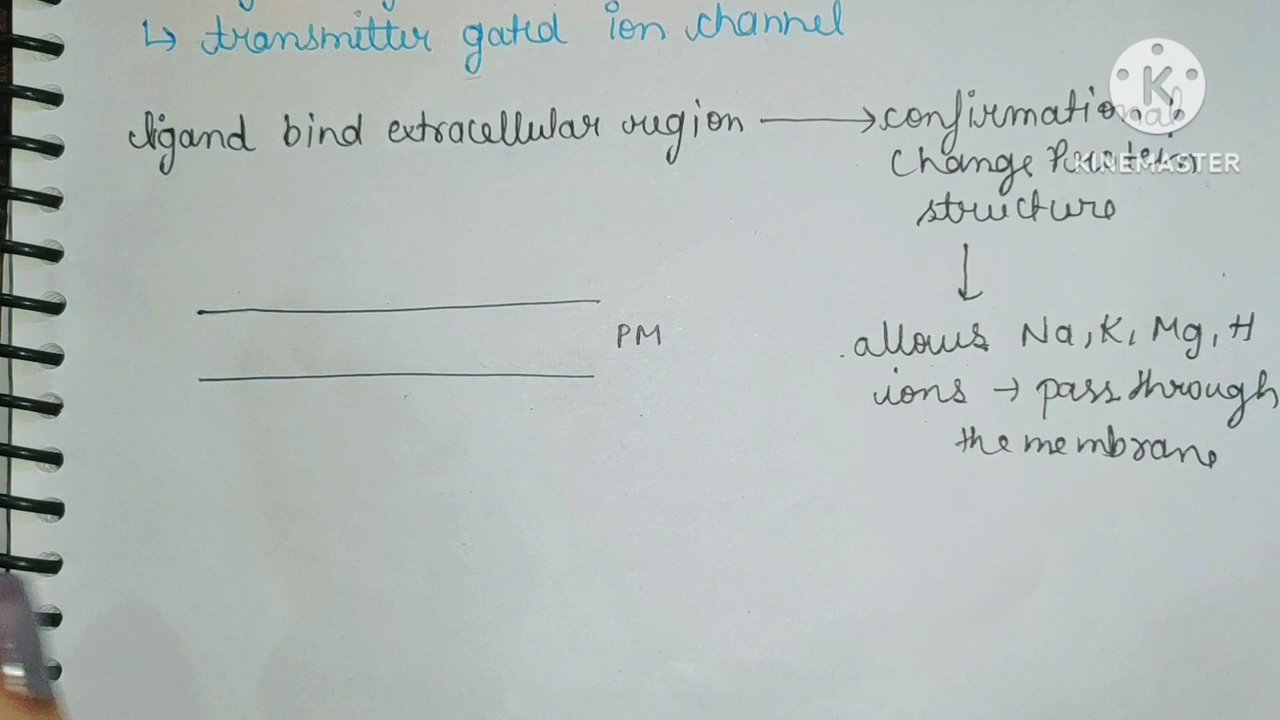 ↳ transmitter gated ion channel
ligand bind extracellular region → confirmational
change Protein
KINEMASTER
structure
↓
PM
allows Na, K, Mg, H
ions → pass through
the membrane